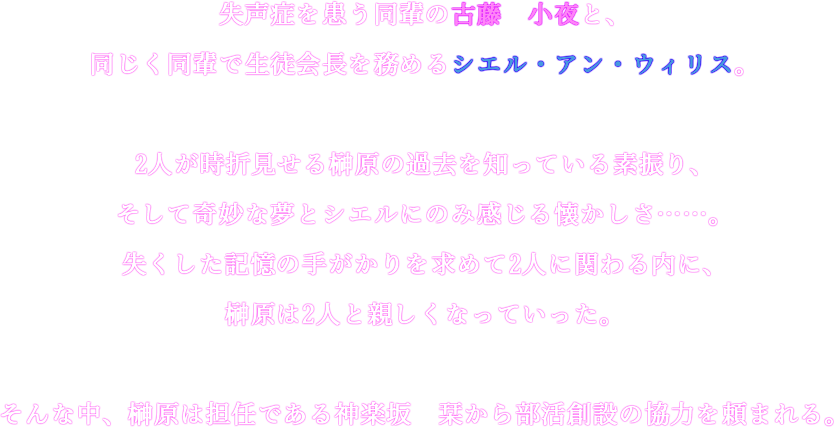 失声症を患う同輩の古藤　小夜と、
同じく同輩で生徒会長を務めるシエル・アン・ウィリス。
2人が時折見せる榊原の過去を知っている素振り、
そして奇妙な夢とシエルにのみ感じる懐かしさ……。
失くした記憶の手がかりを求めて2人に関わる内に、
榊原は2人と親しくなっていった。
そんな中、榊原は担任である神楽坂　栞から部活創設の協力を頼まれる。